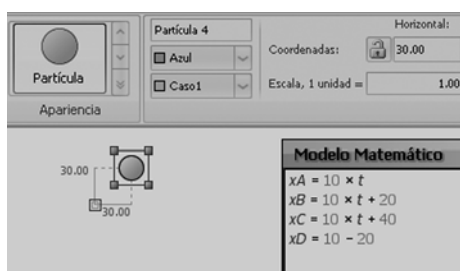 Partícula 4
Horizontal:
Azul
Coordenadas:
30.00
Partícula
Caso1
Escala, 1 unidad =
1.00
Apariencia
30.00
30.00
Modelo Matemático
xA = 10 × t
xB = 10 × t + 20
xC = 10 × t + 40
xD = 10 − 20